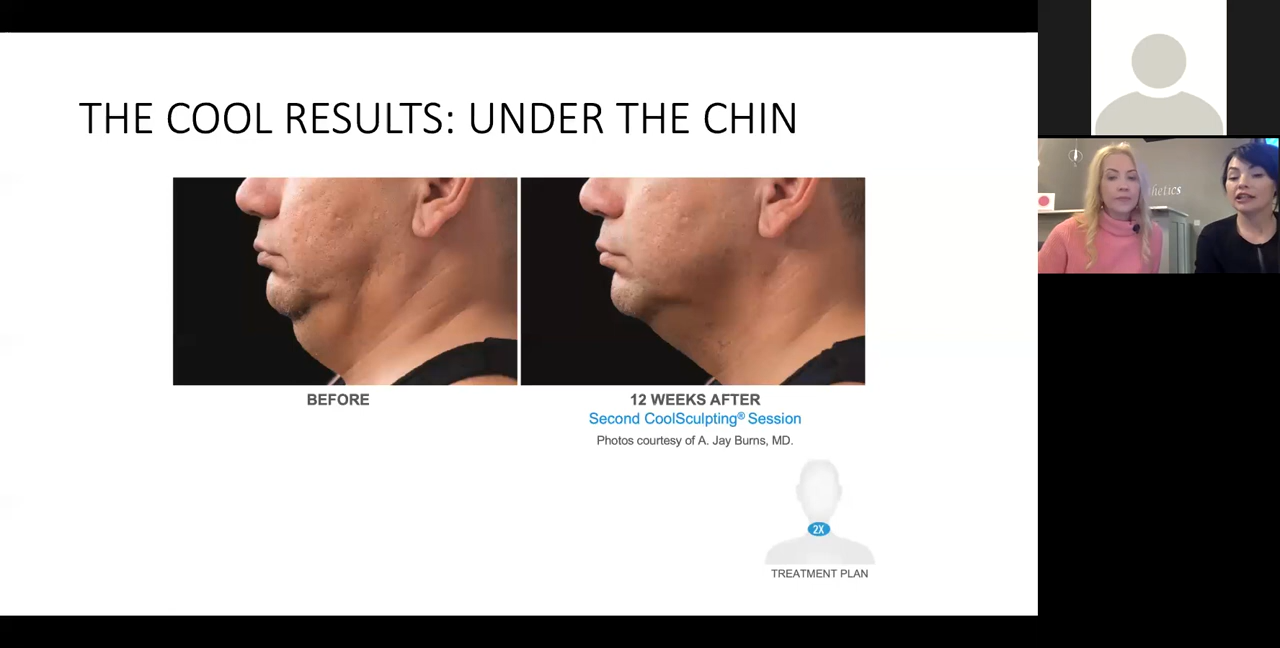 THE COOL RESULTS: UNDER THE CHIN
BEFORE
12 WEEKS AFTER
Second CoolSculpting® Session
Photos courtesy of A. Jay Burns, MD.
2X
TREATMENT PLAN